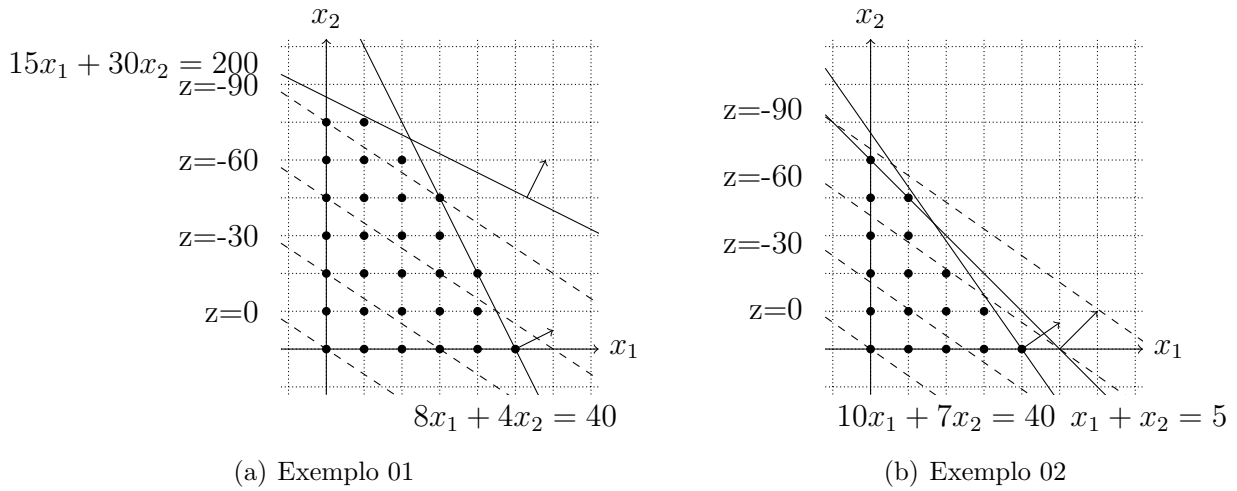 x₂
15x₁ + 30x₂ = 200
z=-90
z=-60
z=-30
z=0
x₁
8x₁ + 4x₂ = 40
(a) Exemplo 01
x₂
z=-90
z=-60
z=-30
z=0
x₁
10x₁ + 7x₂ = 40
x₁ + x₂ = 5
(b) Exemplo 02